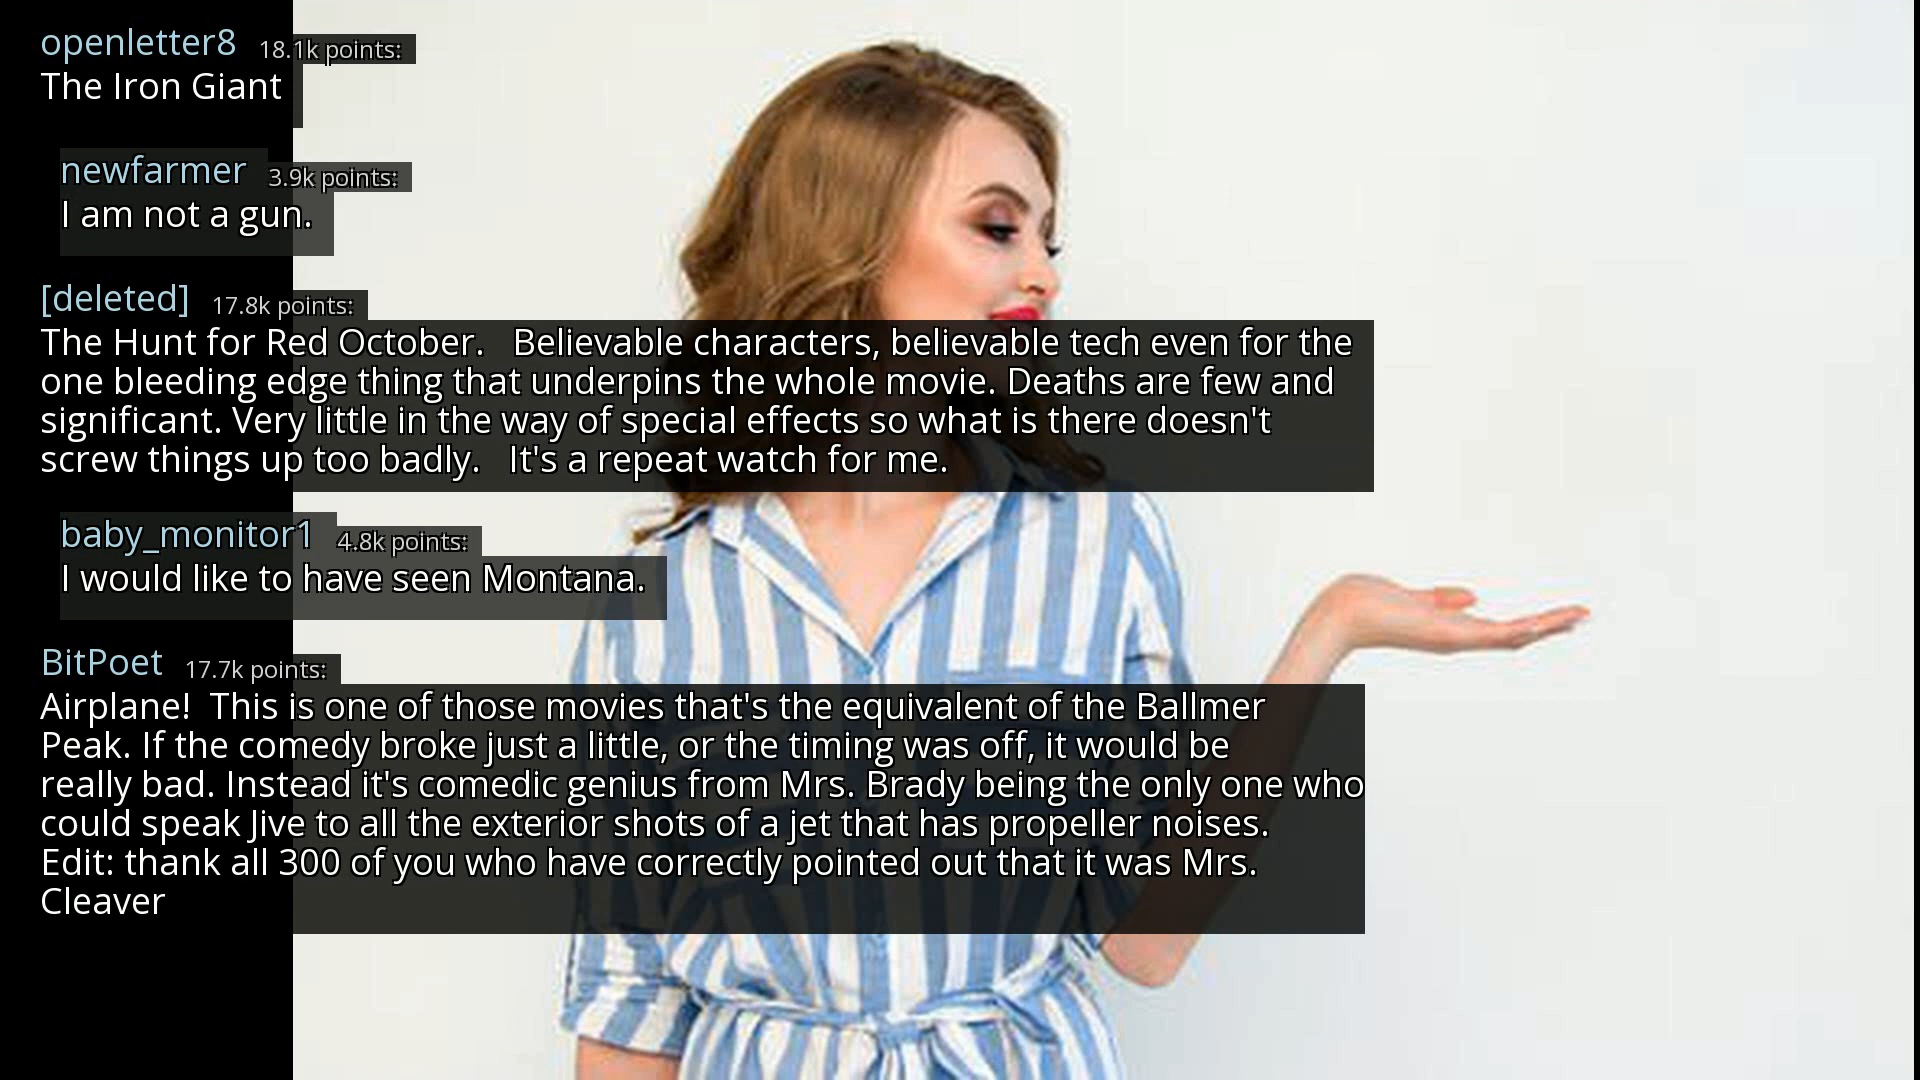 openletter8 18.1k points:
The Iron Giant
newfarmer 3.9k points:
I am not a gun.
[deleted] 17.8k points:
The Hunt for Red October.   Believable characters, believable tech even for the
one bleeding edge thing that underpins the whole movie. Deaths are few and
significant. Very little in the way of special effects so what is there doesn't
screw things up too badly.   It's a repeat watch for me.
baby_monitor1 4.8k points:
I would like to have seen Montana.
BitPoet 17.7k points:
Airplane!  This is one of those movies that's the equivalent of the Ballmer
Peak. If the comedy broke just a little, or the timing was off, it would be
really bad. Instead it's comedic genius from Mrs. Brady being the only one who
could speak Jive to all the exterior shots of a jet that has propeller noises.
Edit: thank all 300 of you who have correctly pointed out that it was Mrs.
Cleaver